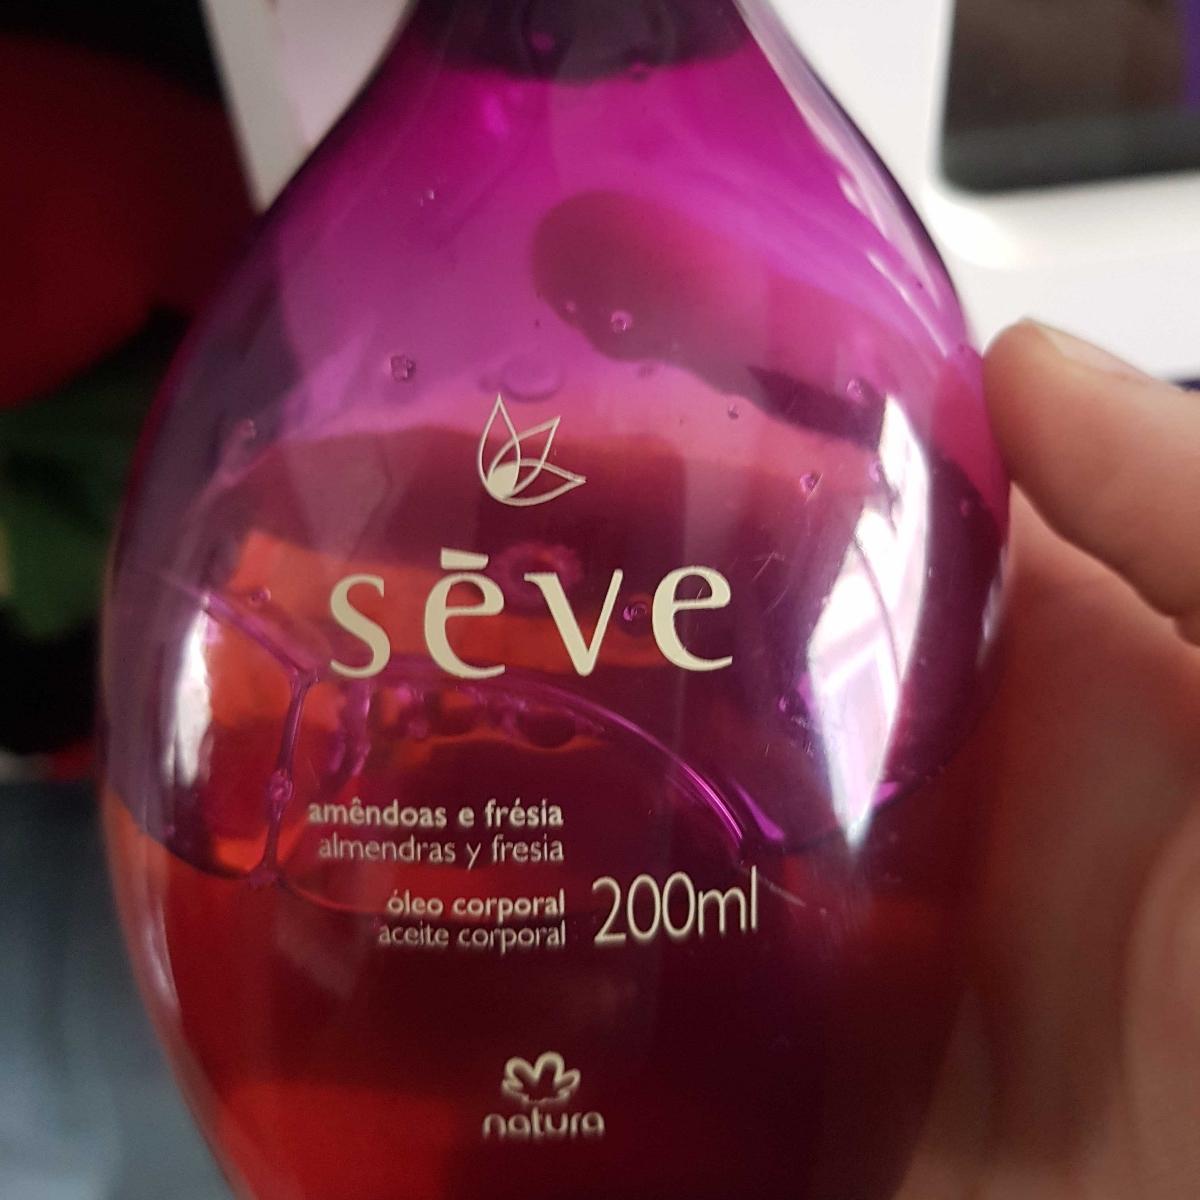 sēve
amêndoas e frésia
almendras y fresia
óleo corporal
aceite corporal
200ml
natura